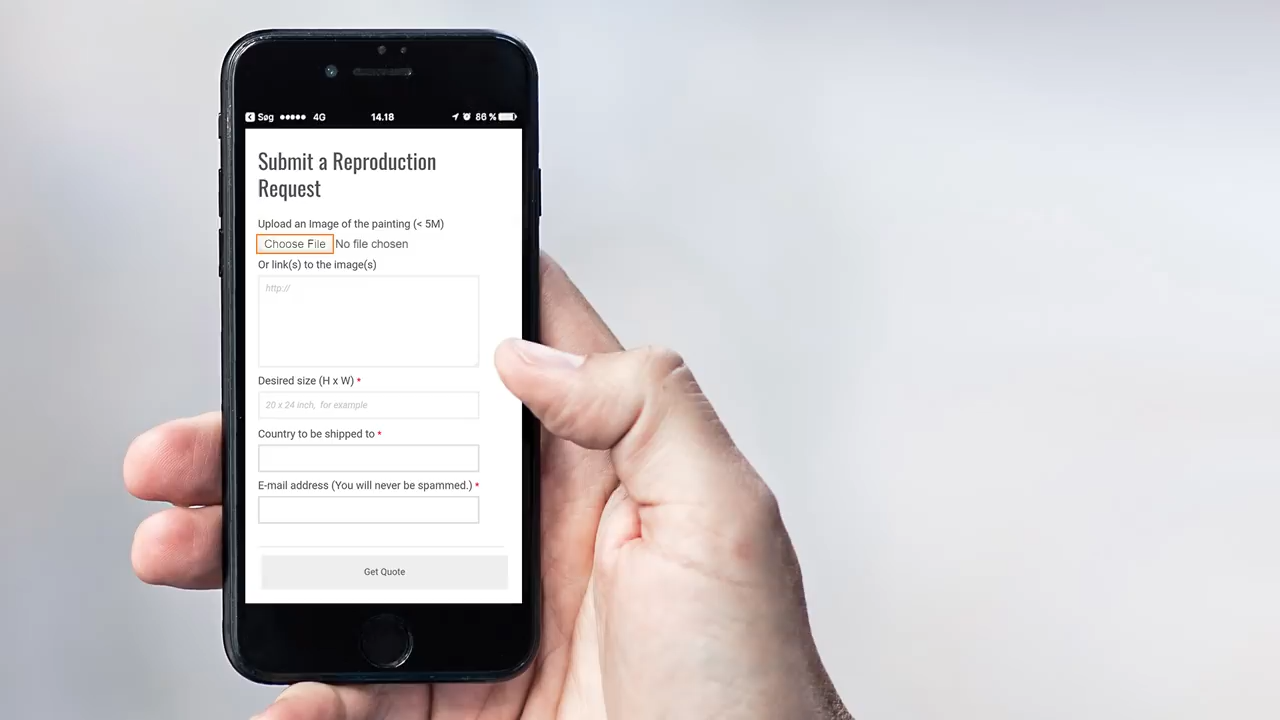 Søg 4G 14.18 86 %
Submit a Reproduction
Request
Upload an Image of the painting (< 5M)
Choose File No file chosen
Or link(s) to the image(s)
http://
Desired size (H x W) *
20 x 24 inch, for example
Country to be shipped to *
E-mail address (You will never be spammed.) *
Get Quote